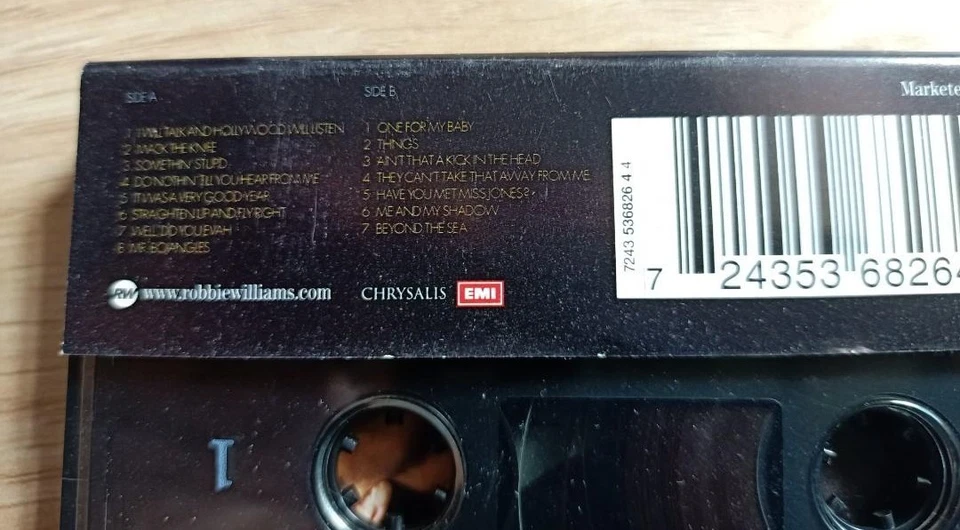 SIDE A
1 I WILL TALK AND HOLLYWOOD WILL LISTEN
2 MACK THE KNIFE
3 SOMETHIN' STUPID
4 DO NOTHIN' TILL YOU HEAR FROM ME
5 IT WAS A VERY GOOD YEAR
6 STRAIGHTEN UP AND FLY RIGHT
7 WELL, DID YOU EVAH
8 MR. BOJANGLES
SIDE B
1 ONE FOR MY BABY
2 THINGS
3 AIN'T THAT A KICK IN THE HEAD
4 THEY CAN'T TAKE THAT AWAY FROM ME
5 HAVE YOU MET MISS JONES?
6 ME AND MY SHADOW
7 BEYOND THE SEA
RW www.robbiewilliams.com
CHRYSALIS EMI
Markete
7243 536826 4 4
7 24353 68264
1